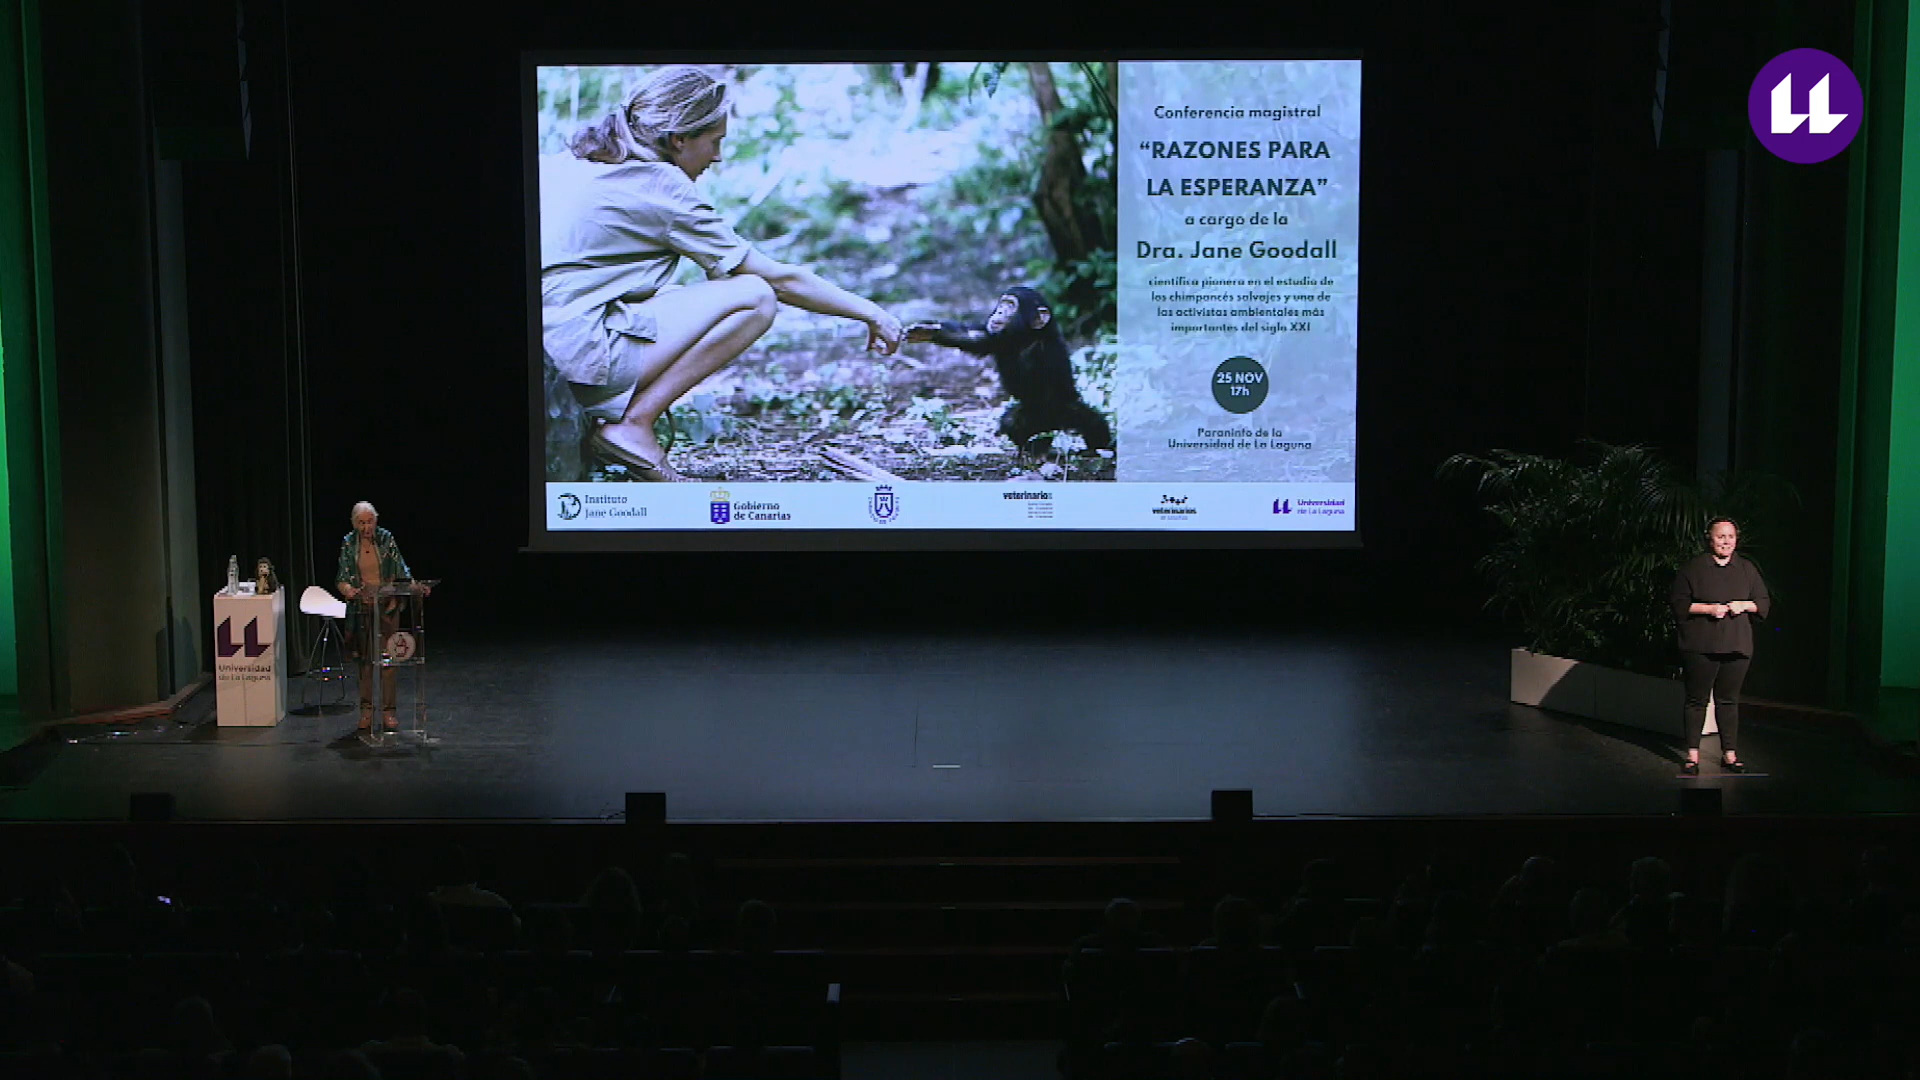 Conferencia magistral
“RAZONES PARA
LA ESPERANZA”
a cargo de la
Dra. Jane Goodall
científica pionera en el estudio de
los chimpancés salvajes y una de
las activistas ambientales más
importantes del siglo XXI
25 NOV
17h
Paraninfo de la
Universidad de La Laguna
Instituto
Jane Goodall
Gobierno
de Canarias
veterinarios
veterinarios
Universidad
de La Laguna
Universidad
de La Laguna